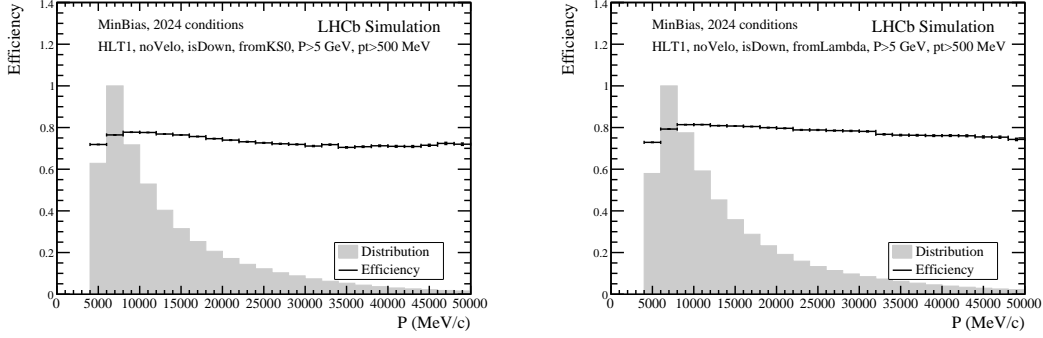 MinBias, 2024 conditions LHCb Simulation
HLT1, noVelo, isDown, fromKS0, P>5 GeV, pt>500 MeV
Efficiency
1.4
1.2
1
0.8
0.6
0.4
0.2
0
Distribution
Efficiency
0 5000 10000 15000 20000 25000 30000 35000 40000 45000 50000
P (MeV/c)
MinBias, 2024 conditions LHCb Simulation
HLT1, noVelo, isDown, fromLambda, P>5 GeV, pt>500 MeV
Efficiency
1.4
1.2
1
0.8
0.6
0.4
0.2
0
Distribution
Efficiency
0 5000 10000 15000 20000 25000 30000 35000 40000 45000 50000
P (MeV/c)